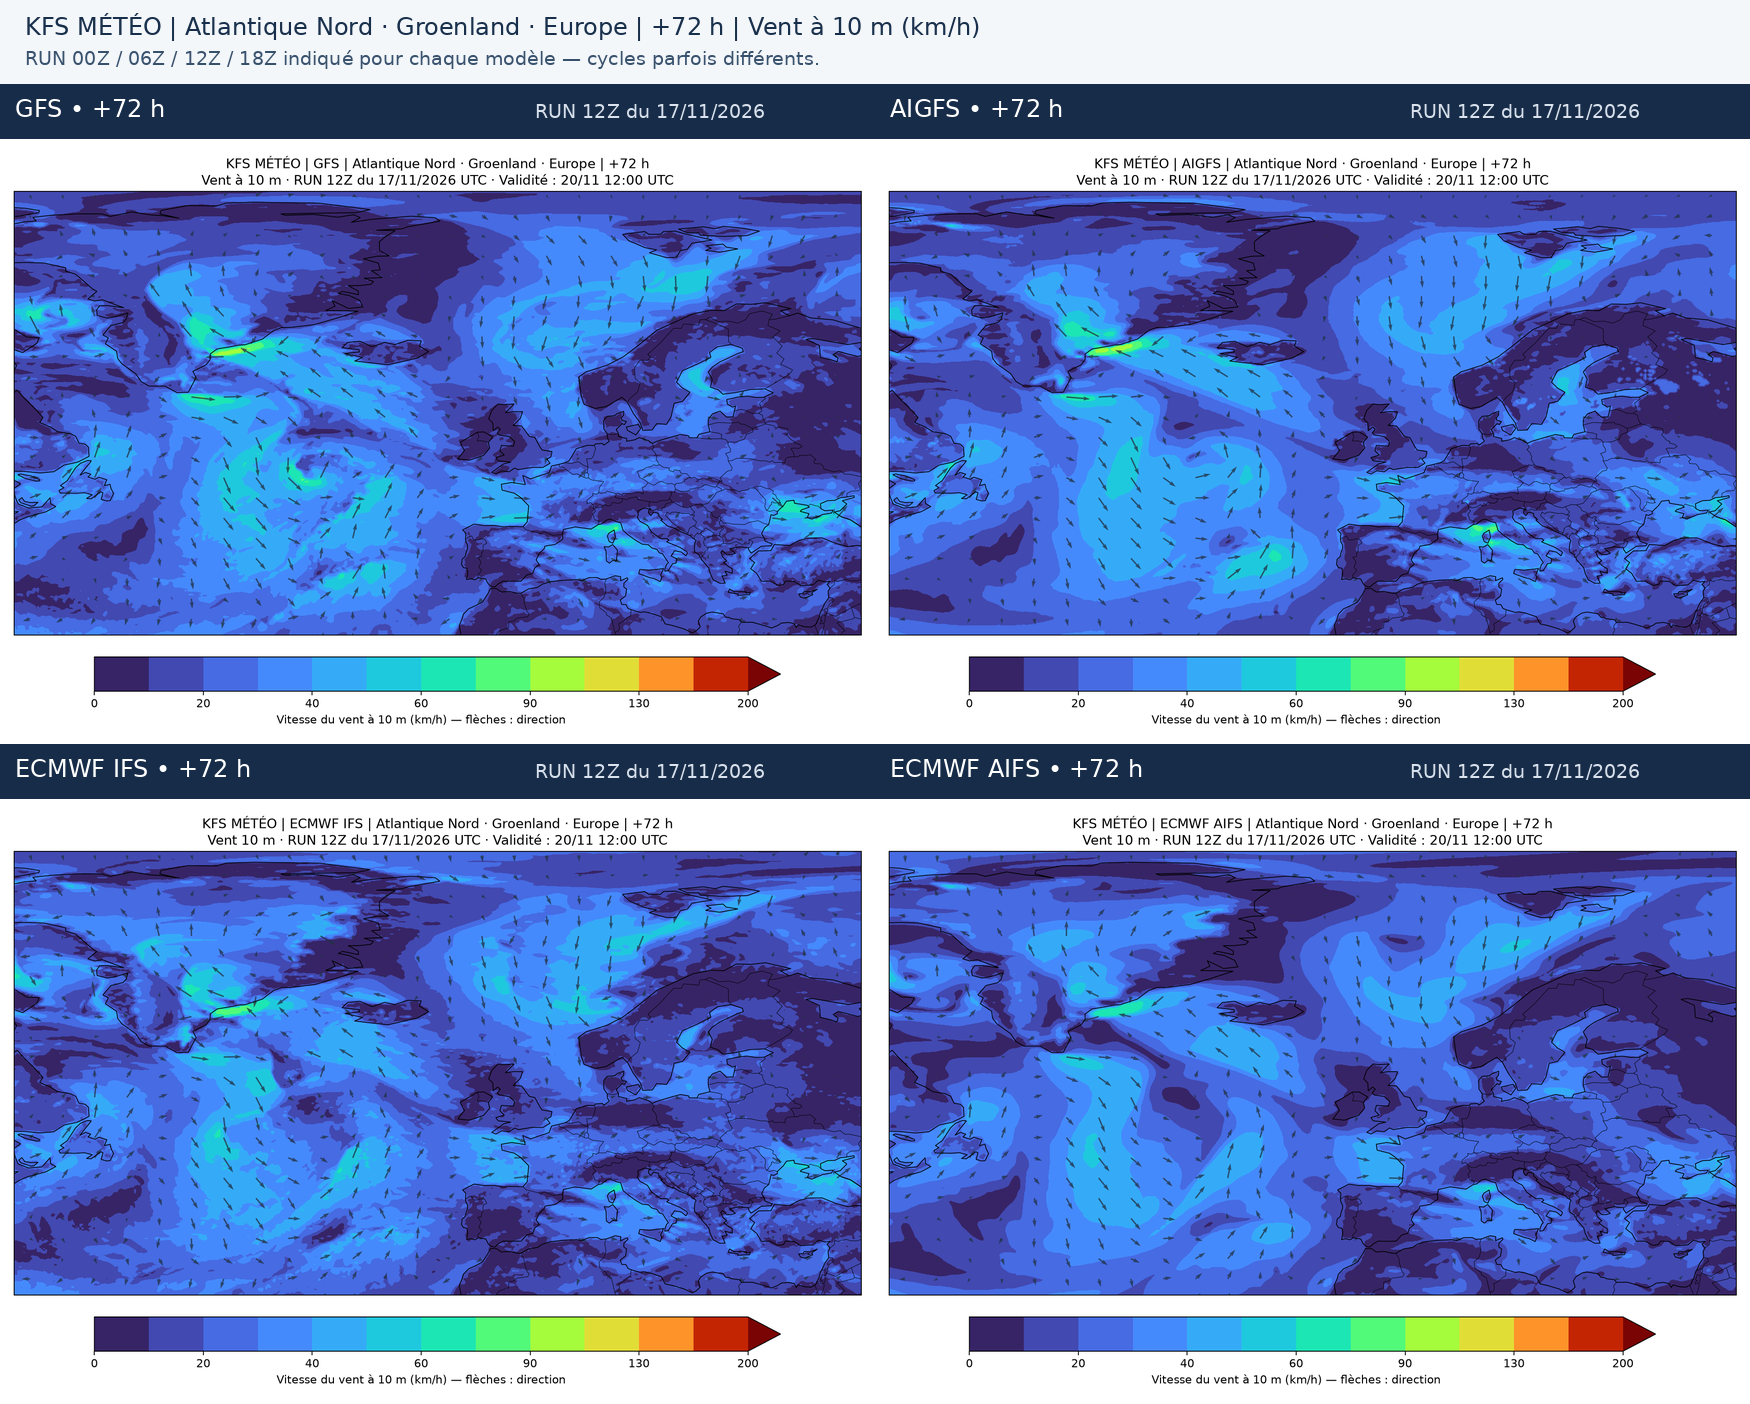 KFS MÉTÉO | Atlantique Nord · Groenland · Europe | +72 h | Vent à 10 m (km/h)
RUN 00Z / 06Z / 12Z / 18Z indiqué pour chaque modèle — cycles parfois différents.
GFS • +72 h
RUN 12Z du 17/11/2026
KFS MÉTÉO | GFS | Atlantique Nord · Groenland · Europe | +72 h
Vent à 10 m · RUN 12Z du 17/11/2026 UTC · Validité : 20/11 12:00 UTC
0 20 40 60 90 130 200
Vitesse du vent à 10 m (km/h) — flèches : direction
AIGFS • +72 h
RUN 12Z du 17/11/2026
KFS MÉTÉO | AIGFS | Atlantique Nord · Groenland · Europe | +72 h
Vent à 10 m · RUN 12Z du 17/11/2026 UTC · Validité : 20/11 12:00 UTC
0 20 40 60 90 130 200
Vitesse du vent à 10 m (km/h) — flèches : direction
ECMWF IFS • +72 h
RUN 12Z du 17/11/2026
KFS MÉTÉO | ECMWF IFS | Atlantique Nord · Groenland · Europe | +72 h
Vent 10 m · RUN 12Z du 17/11/2026 UTC · Validité : 20/11 12:00 UTC
0 20 40 60 90 130 200
Vitesse du vent à 10 m (km/h) — flèches : direction
ECMWF AIFS • +72 h
RUN 12Z du 17/11/2026
KFS MÉTÉO | ECMWF AIFS | Atlantique Nord · Groenland · Europe | +72 h
Vent 10 m · RUN 12Z du 17/11/2026 UTC · Validité : 20/11 12:00 UTC
0 20 40 60 90 130 200
Vitesse du vent à 10 m (km/h) — flèches : direction